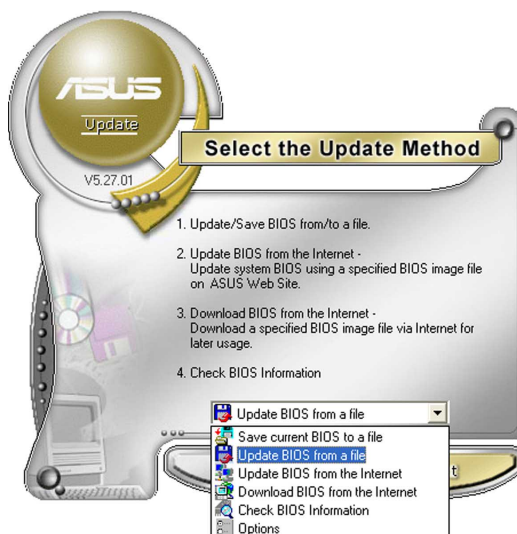 ASUS
Update
V5.27.01
Select the Update Method
1. Update/Save BIOS from/to a file.
2. Update BIOS from the Internet -
Update system BIOS using a specified BIOS image file
on ASUS Web Site.
3. Download BIOS from the Internet -
Download a specified BIOS image file via Internet for
later usage.
4. Check BIOS Information
Update BIOS from a file
Save current BIOS to a file
Update BIOS from a file
Update BIOS from the Internet
Download BIOS from the Internet
Check BIOS Information
Options